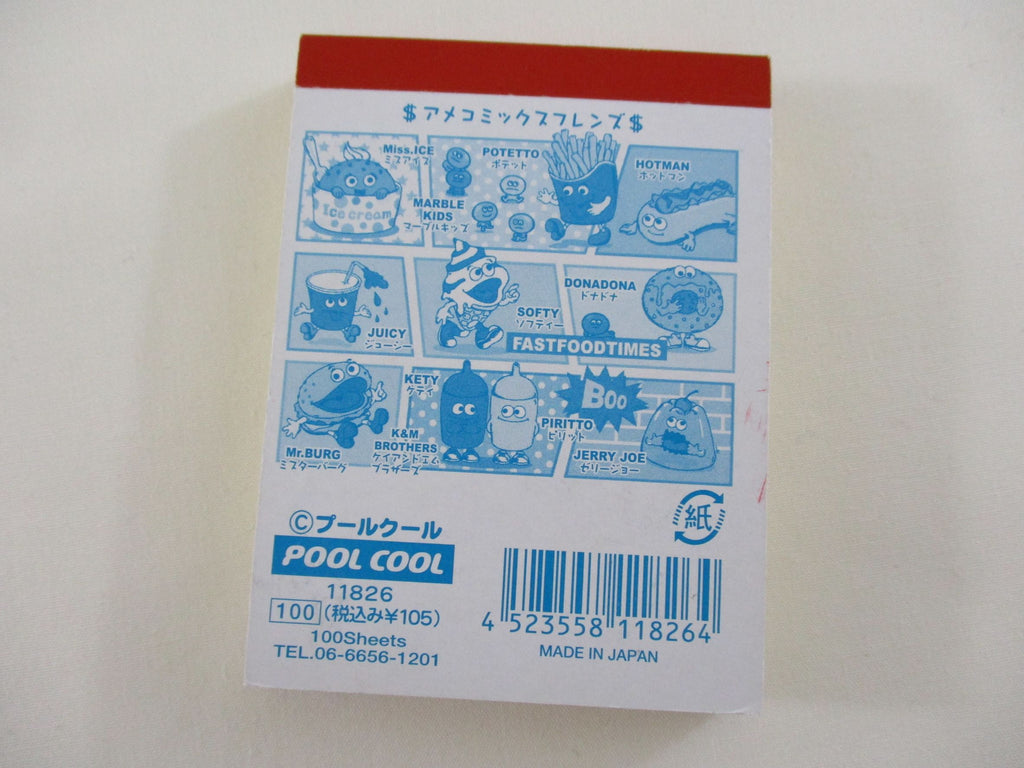 $アメコミックスフレンズ$
Miss.ICE
ミスアイス
Ice cream
MARBLE
KIDS
マーブルキッズ
POTETTO
ポテット
HOTMAN
ホットマン
JUICY
ジューシー
SOFTY
ソフティー
DONADONA
ドナドナ
FASTFOODTIMES
Mr.BURG
ミスターバーグ
KETY
ケティ
K&M
BROTHERS
ケイアンドエム
ブラザーズ
PIRITTO
ピリット
BOO
JERRY JOE
ゼリージョー
紙
©プールクール
POOL COOL
11826
100(税込み¥105)
100Sheets
TEL.06-6656-1201
4 523558 118264
MADE IN JAPAN